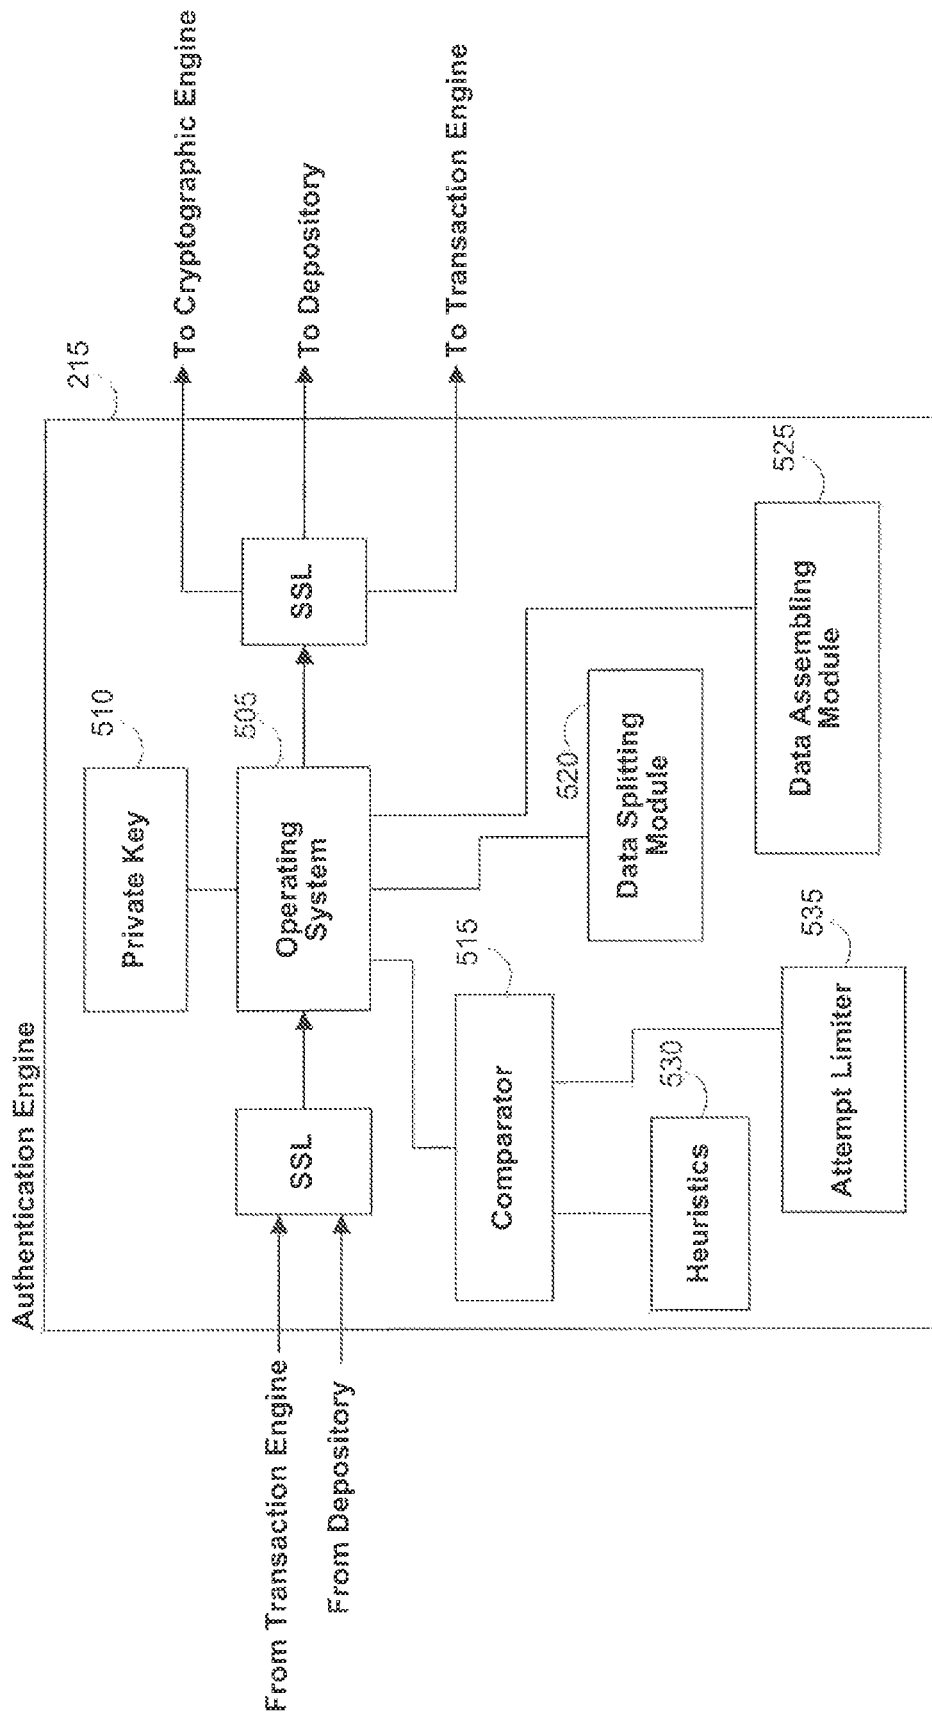 Authentication Engine
215
Private Key
510
From Transaction Engine
From Depository
SSL
Operating
System
505
SSL
To Cryptographic Engine
To Depository
To Transaction Engine
Comparator
515
Data Splitting
Module
520
Heuristics
530
Data Assembling
Module
525
Attempt Limiter
535